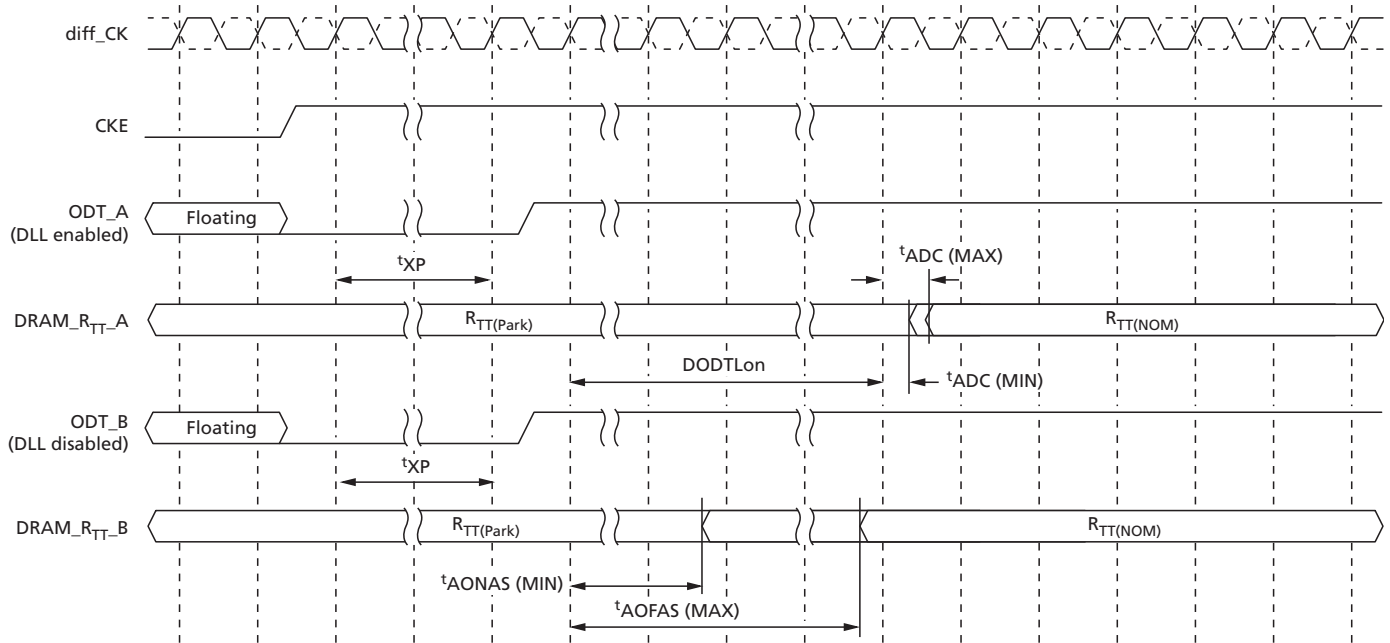 diff_CK
CKE
ODT_A
(DLL enabled)
Floating
tXP
tADC (MAX)
DRAM_RTT_A
RTT(Park)
RTT(NOM)
DODTLon
tADC (MIN)
ODT_B
(DLL disabled)
Floating
tXP
DRAM_RTT_B
RTT(Park)
RTT(NOM)
tAONAS (MIN)
tAOFAS (MAX)